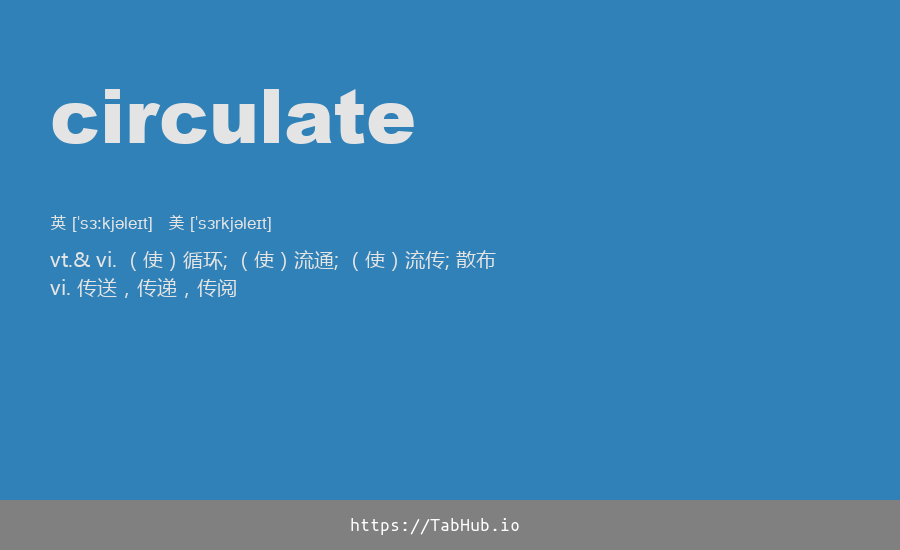 circulate
英 [ˈsɜːkjəleɪt] 美 [ˈsɜrkjəleɪt]
vt.& vi. （使）循环; （使）流通; （使）流传; 散布
vi. 传送，传递，传阅
https://TabHub.io